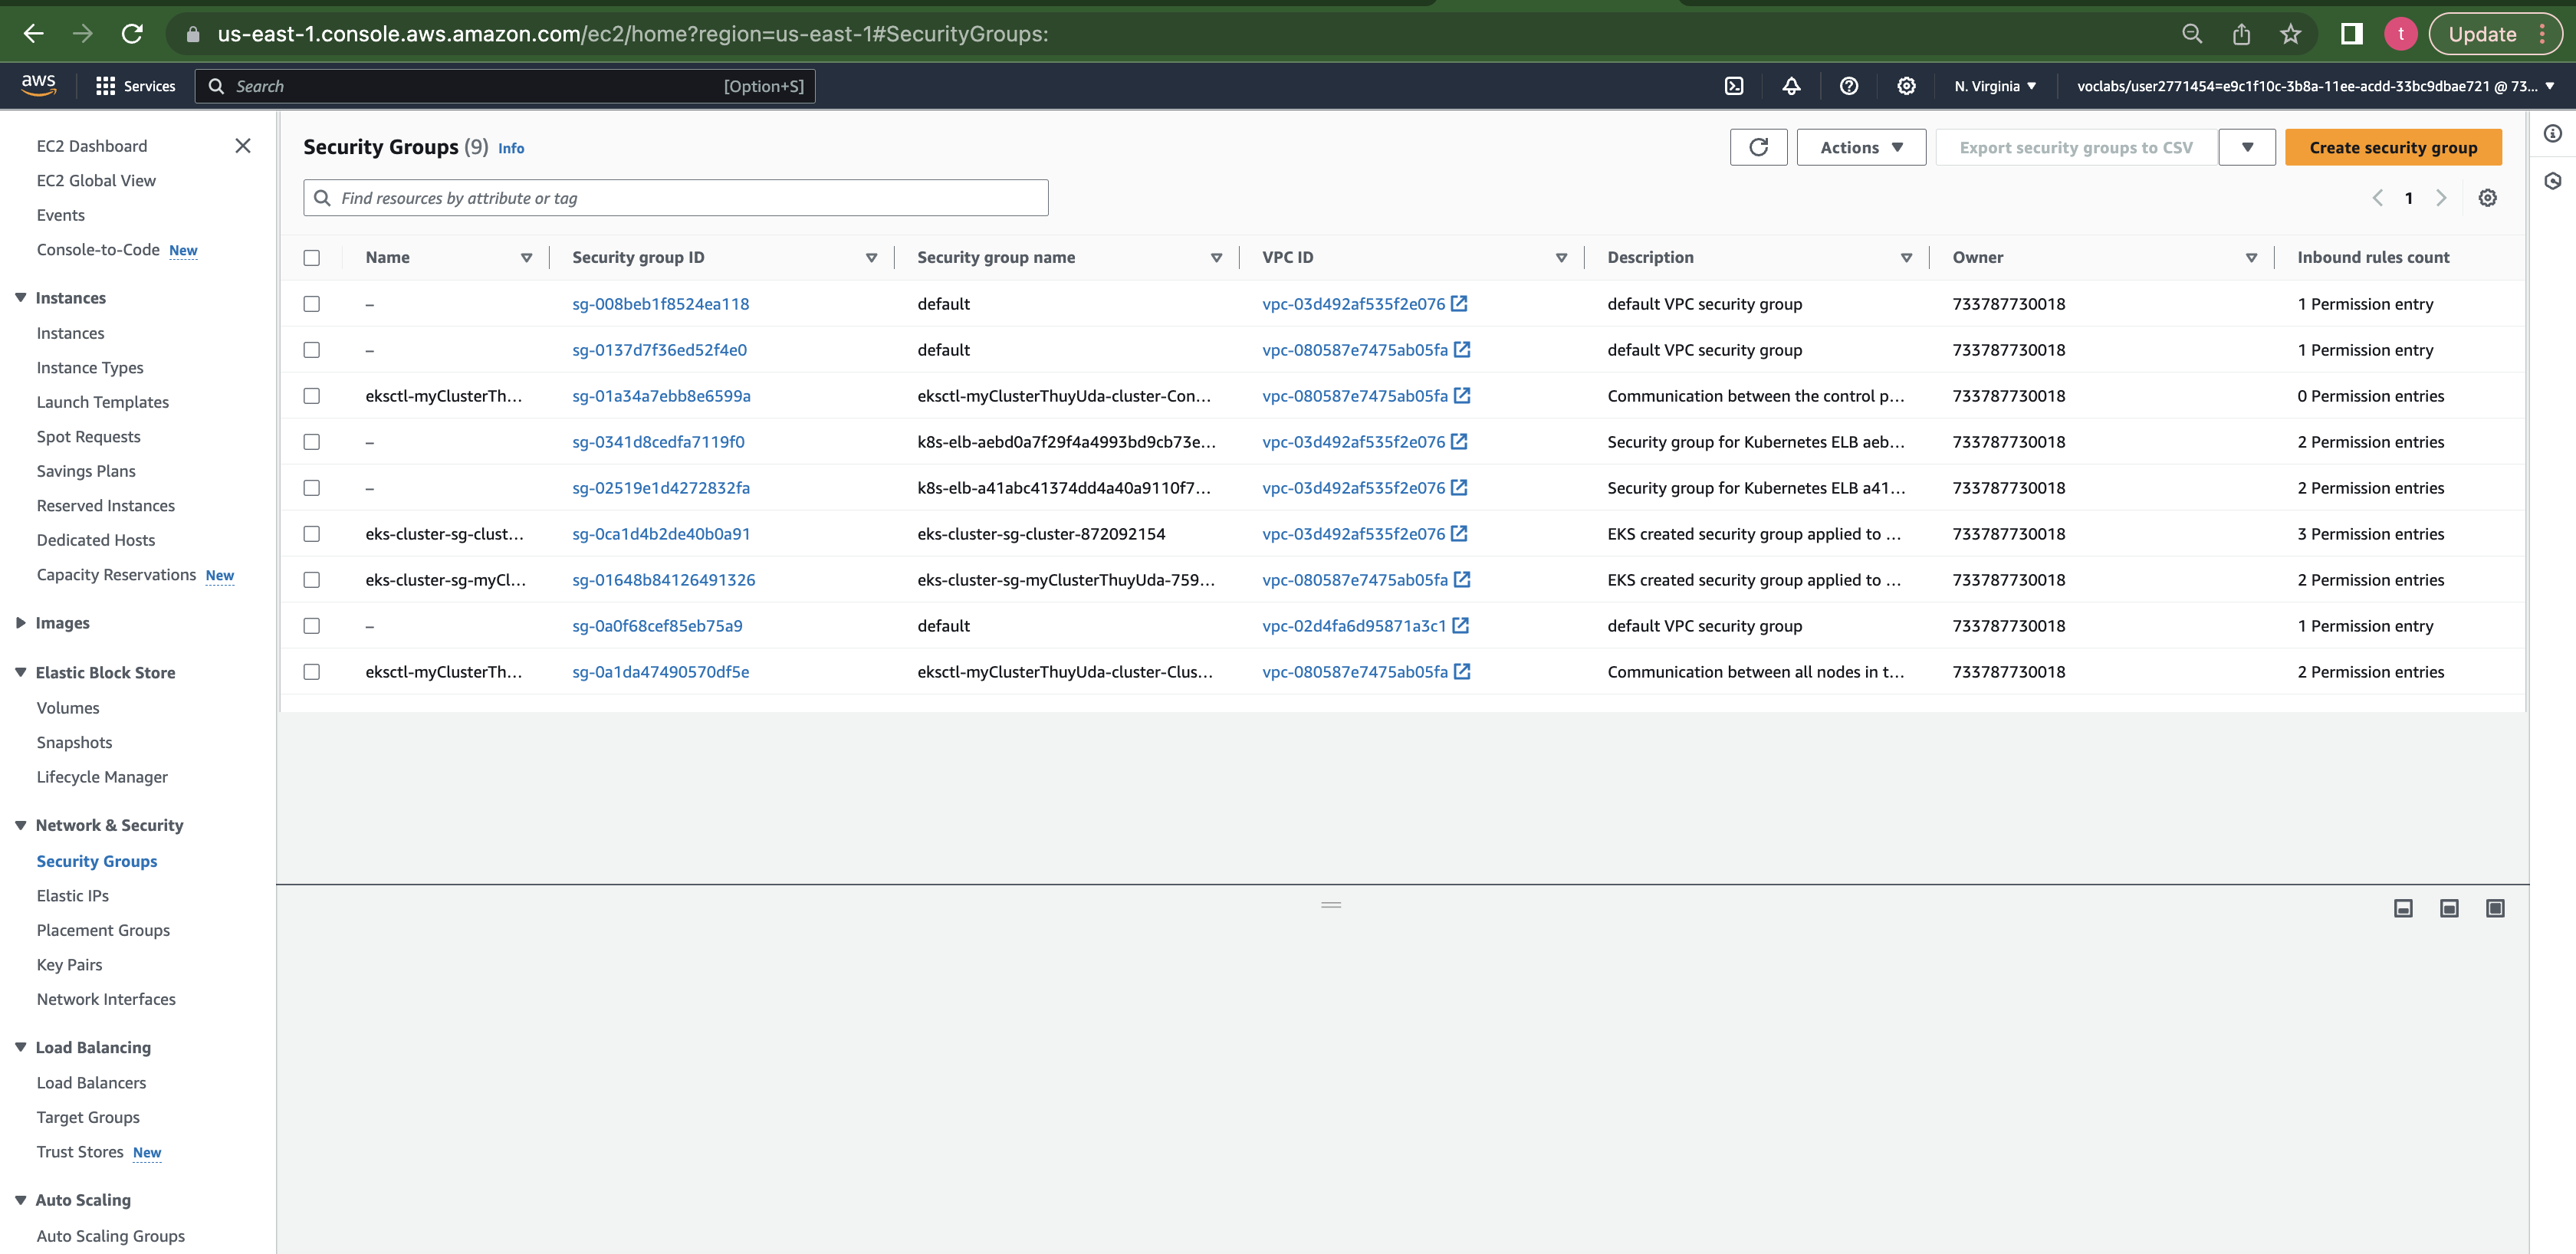 us-east-1.console.aws.amazon.com/ec2/home?region=us-east-1#SecurityGroups:
t
Update
aws
Services
Search
[Option+S]
N. Virginia
voclabs/user2771454=e9c1f10c-3b8a-11ee-acdd-33bc9dbae721 @ 73...
EC2 Dashboard
EC2 Global View
Events
Console-to-Code New
Instances
Instances
Instance Types
Launch Templates
Spot Requests
Savings Plans
Reserved Instances
Dedicated Hosts
Capacity Reservations New
Images
Elastic Block Store
Volumes
Snapshots
Lifecycle Manager
Network & Security
Security Groups
Elastic IPs
Placement Groups
Key Pairs
Network Interfaces
Load Balancing
Load Balancers
Target Groups
Trust Stores New
Auto Scaling
Auto Scaling Groups
Security Groups (9) Info
Actions
Export security groups to CSV
Create security group
Find resources by attribute or tag
1
Name Security group ID Security group name VPC ID Description Owner Inbound rules count
– sg-008beb1f8524ea118 default vpc-03d492af535f2e076 default VPC security group 733787730018 1 Permission entry
– sg-0137d7f36ed52f4e0 default vpc-080587e7475ab05fa default VPC security group 733787730018 1 Permission entry
eksctl-myClusterTh... sg-01a34a7ebb8e6599a eksctl-myClusterThuyUda-cluster-Con... vpc-080587e7475ab05fa Communication between the control p... 733787730018 0 Permission entries
– sg-0341d8cedfa7119f0 k8s-elb-aebd0a7f29f4a4993bd9cb73e... vpc-03d492af535f2e076 Security group for Kubernetes ELB aeb... 733787730018 2 Permission entries
– sg-02519e1d4272832fa k8s-elb-a41abc41374dd4a40a9110f7... vpc-03d492af535f2e076 Security group for Kubernetes ELB a41... 733787730018 2 Permission entries
eks-cluster-sg-clust... sg-0ca1d4b2de40b0a91 eks-cluster-sg-cluster-872092154 vpc-03d492af535f2e076 EKS created security group applied to ... 733787730018 3 Permission entries
eks-cluster-sg-myCl... sg-01648b84126491326 eks-cluster-sg-myClusterThuyUda-759... vpc-080587e7475ab05fa EKS created security group applied to ... 733787730018 2 Permission entries
– sg-0a0f68cef85eb75a9 default vpc-02d4fa6d95871a3c1 default VPC security group 733787730018 1 Permission entry
eksctl-myClusterTh... sg-0a1da47490570df5e eksctl-myClusterThuyUda-cluster-Clus... vpc-080587e7475ab05fa Communication between all nodes in t... 733787730018 2 Permission entries